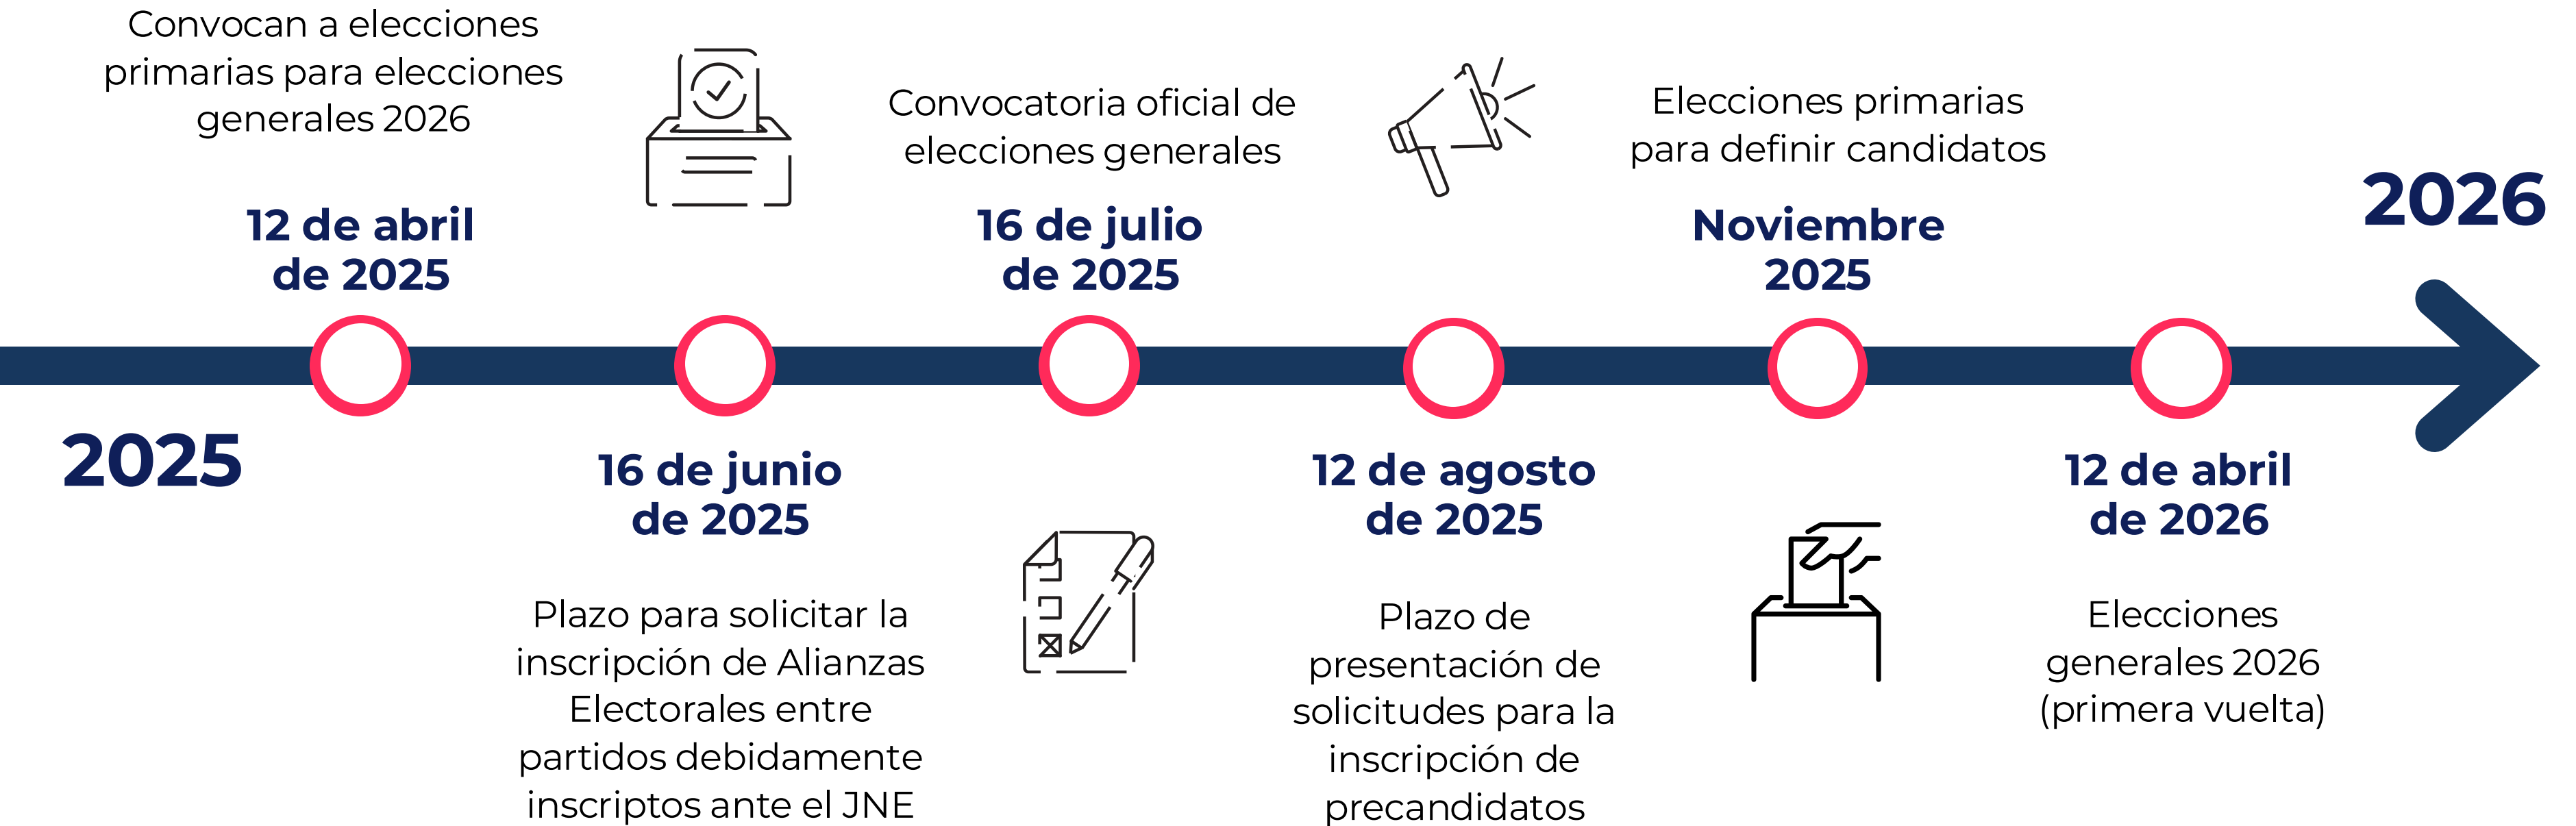 Convocan a elecciones
primarias para elecciones
generales 2026
12 de abril
de 2025
Convocatoria oficial de
elecciones generales
16 de julio
de 2025
Elecciones primarias
para definir candidatos
Noviembre
2025
2026
2025
16 de junio
de 2025
Plazo para solicitar la
inscripción de Alianzas
Electorales entre
partidos debidamente
inscriptos ante el JNE
12 de agosto
de 2025
Plazo de
presentación de
solicitudes para la
inscripción de
precandidatos
12 de abril
de 2026
Elecciones
generales 2026
(primera vuelta)